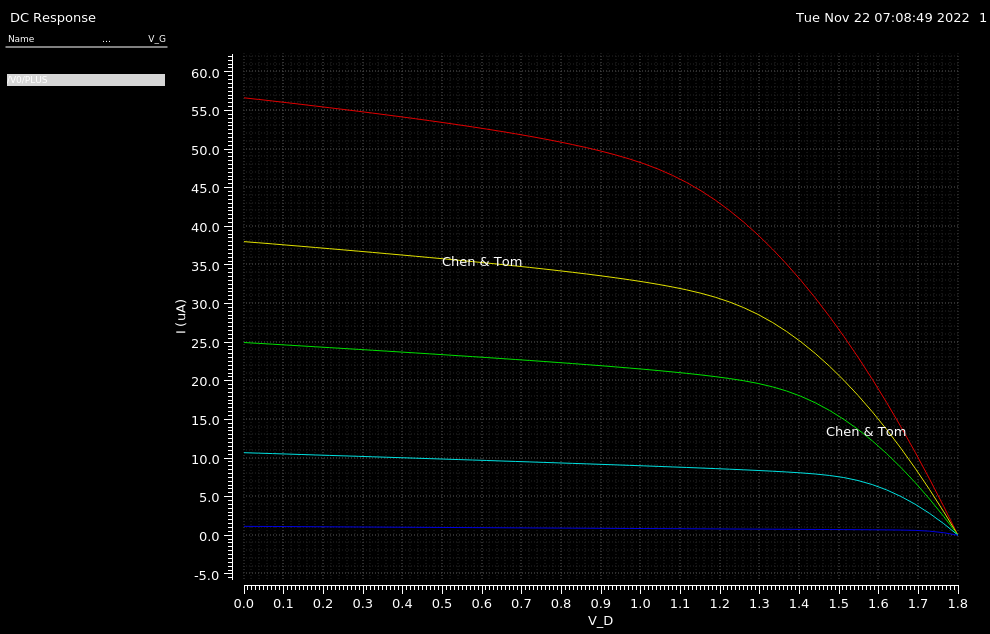 DC Response
Tue Nov 22 07:08:49 2022 1
Name ... V_G
/V0/PLUS
60.0
55.0
50.0
45.0
40.0
35.0
30.0
25.0
20.0
15.0
10.0
5.0
0.0
-5.0
I (uA)
Chen & Tom
Chen & Tom
0.0 0.1 0.2 0.3 0.4 0.5 0.6 0.7 0.8 0.9 1.0 1.1 1.2 1.3 1.4 1.5 1.6 1.7 1.8
V_D